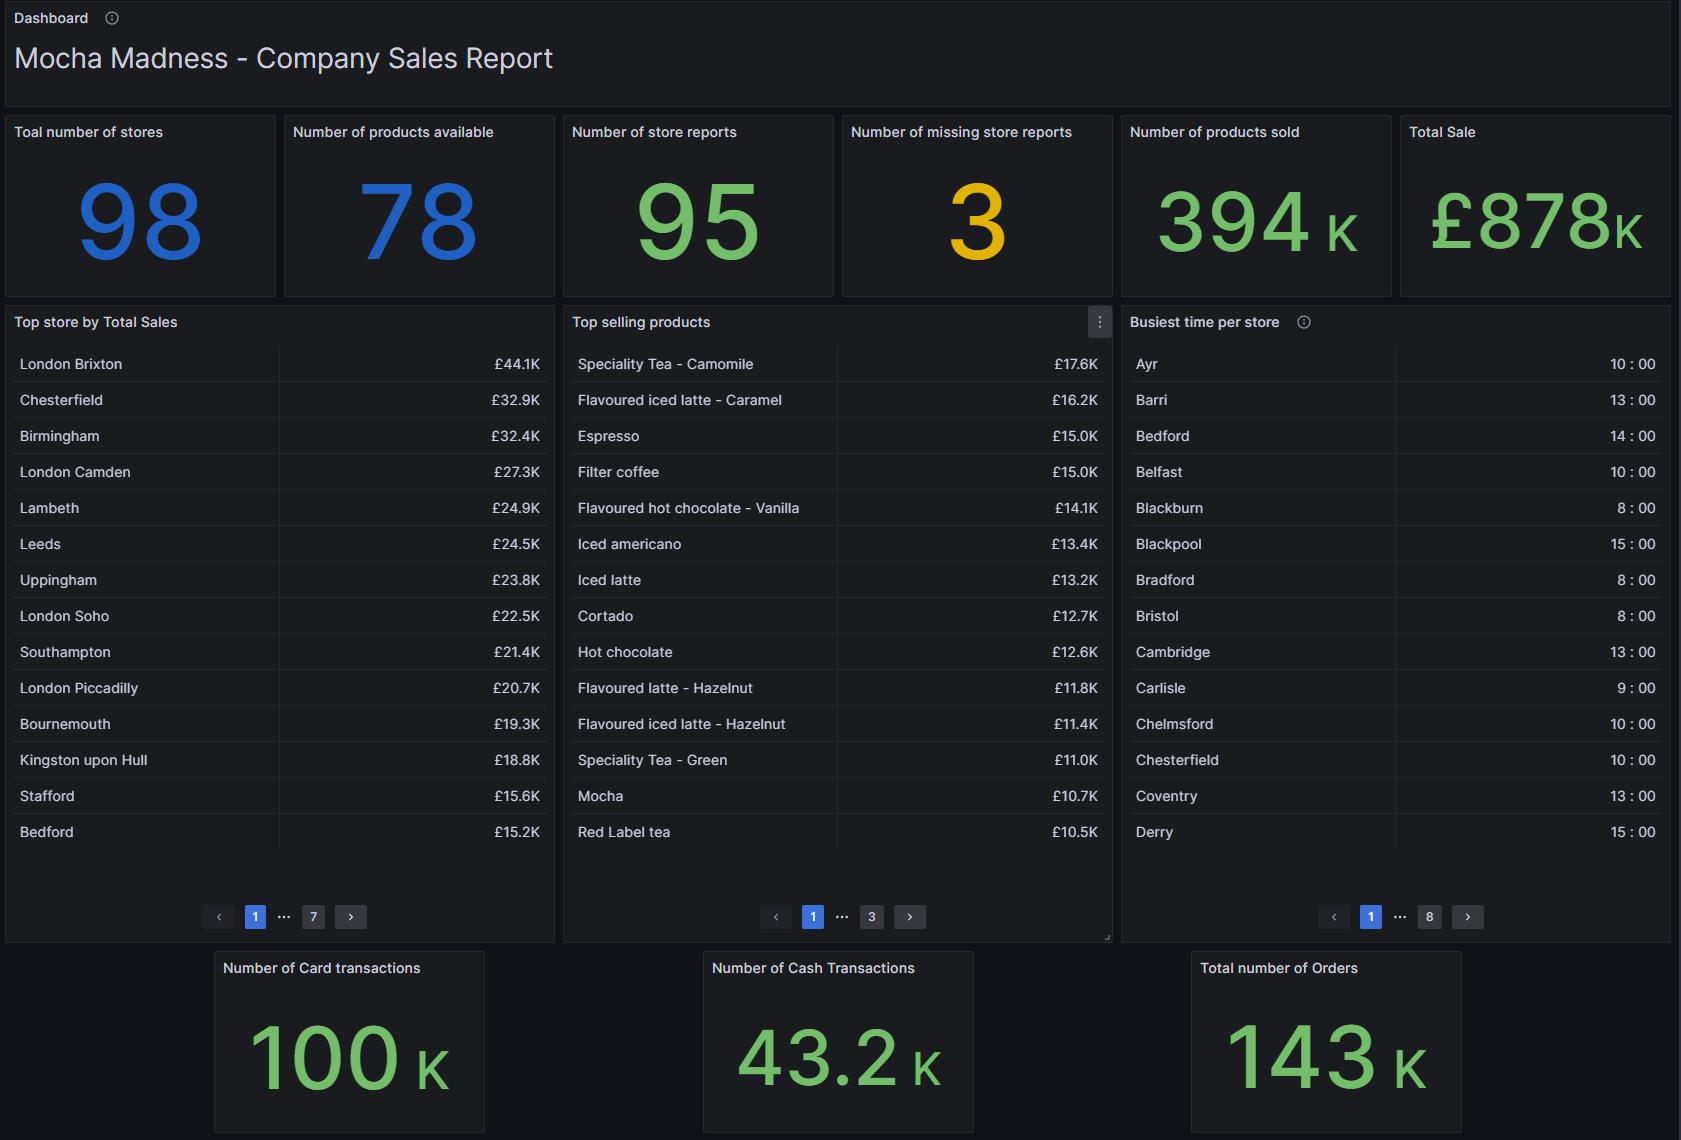 Dashboard
Mocha Madness - Company Sales Report
Toal number of stores
98
Number of products available
78
Number of store reports
95
Number of missing store reports
3
Number of products sold
394 K
Total Sale
£878K
Top store by Total Sales
London Brixton £44.1K
Chesterfield £32.9K
Birmingham £32.4K
London Camden £27.3K
Lambeth £24.9K
Leeds £24.5K
Uppingham £23.8K
London Soho £22.5K
Southampton £21.4K
London Piccadilly £20.7K
Bournemouth £19.3K
Kingston upon Hull £18.8K
Stafford £15.6K
Bedford £15.2K
1 ... 7
Top selling products
Speciality Tea - Camomile £17.6K
Flavoured iced latte - Caramel £16.2K
Espresso £15.0K
Filter coffee £15.0K
Flavoured hot chocolate - Vanilla £14.1K
Iced americano £13.4K
Iced latte £13.2K
Cortado £12.7K
Hot chocolate £12.6K
Flavoured latte - Hazelnut £11.8K
Flavoured iced latte - Hazelnut £11.4K
Speciality Tea - Green £11.0K
Mocha £10.7K
Red Label tea £10.5K
1 ... 3
Busiest time per store
Ayr 10 : 00
Barri 13 : 00
Bedford 14 : 00
Belfast 10 : 00
Blackburn 8 : 00
Blackpool 15 : 00
Bradford 8 : 00
Bristol 8 : 00
Cambridge 13 : 00
Carlisle 9 : 00
Chelmsford 10 : 00
Chesterfield 10 : 00
Coventry 13 : 00
Derry 15 : 00
1 ... 8
Number of Card transactions
100 K
Number of Cash Transactions
43.2 K
Total number of Orders
143 K